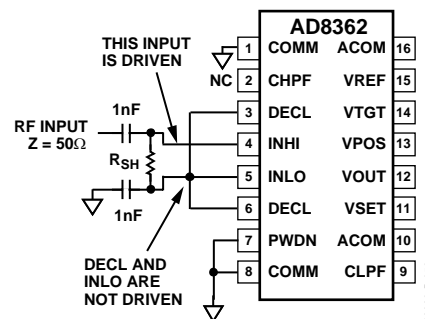 AD8362
THIS INPUT
IS DRIVEN
1 COMM ACOM 16
NC 2 CHPF VREF 15
1nF
3 DECL VTGT 14
RF INPUT
Z = 50Ω
4 INHI VPOS 13
RSH
5 INLO VOUT 12
1nF
6 DECL VSET 11
DECL AND
INLO ARE
NOT DRIVEN
7 PWDN ACOM 10
8 COMM CLPF 9